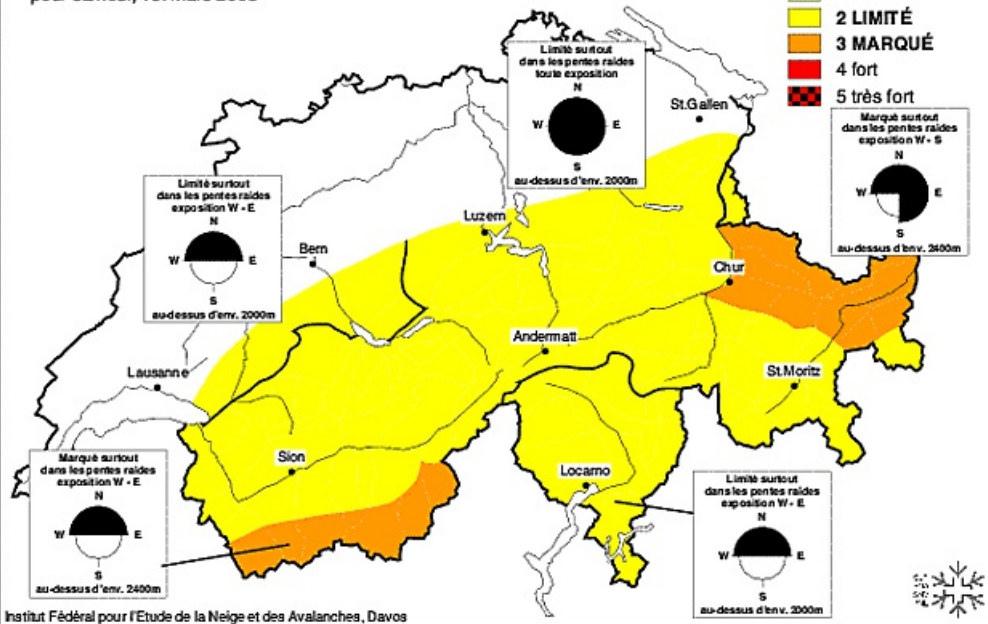 2 LIMITÉ
3 MARQUÉ
4 fort
5 très fort
Limité surtout
dans les pentes raides
toute exposition
N
W E
S
au-dessus d'env. 2000m
St.Gallen
Marqué surtout
dans les pentes raides
exposition W - S
N
W E
S
au-dessus d'env. 2400m
Limité surtout
dans les pentes raides
exposition W - E
N
W E
S
au-dessus d'env. 2000m
Luzern
Bern
Chur
Andermatt
Lausanne
St.Moritz
Sion
Locarno
Marqué surtout
dans les pentes raides
exposition W - E
N
W E
S
au-dessus d'env. 2400m
Limité surtout
dans les pentes raides
exposition W - E
N
W E
S
au-dessus d'env. 2000m
Institut Fédéral pour l'Etude de la Neige et des Avalanches, Davos